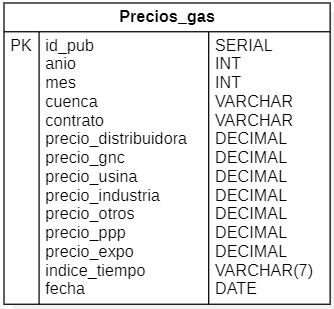 Precios_gas
PK id_pub SERIAL
anio INT
mes INT
cuenca VARCHAR
contrato VARCHAR
precio_distribuidora DECIMAL
precio_gnc DECIMAL
precio_usina DECIMAL
precio_industria DECIMAL
precio_otros DECIMAL
precio_ppp DECIMAL
precio_expo DECIMAL
indice_tiempo VARCHAR(7)
fecha DATE